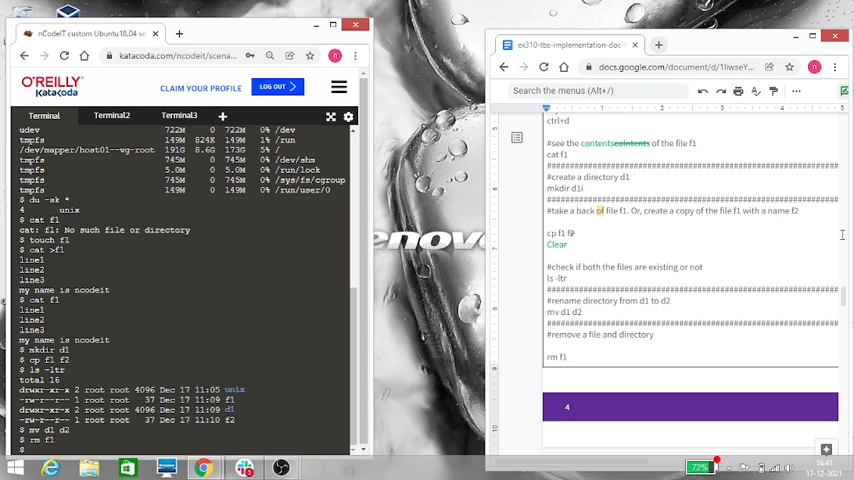 nCodeIT custom Ubuntu18.04 se
katacoda.com/ncodeit/scena
O'REILLY
Katakoda
CLAIM YOUR PROFILE
LOG OUT
Terminal
Terminal2
Terminal3
udev 722M 0 722M 0% /dev
tmpfs 149M 824K 149M 1% /run
/dev/mapper/host01--vg-root 191G 8.6G 173G 5% /
tmpfs 745M 0 745M 0% /dev/shm
tmpfs 5.0M 0 5.0M 0% /run/lock
tmpfs 745M 0 745M 0% /sys/fs/cgroup
tmpfs 149M 0 149M 0% /run/user/0
$ du -sk *
4 unix
$ cat f1
cat: f1: No such file or directory
$ touch f1
$ cat >f1
line1
line2
line3
my name is ncodeit
$ cat f1
line1
line2
line3
my name is ncodeit
$ mkdir d1
$ cp f1 f2
$ ls -ltr
total 16
drwxr-xr-x 2 root root 4096 Dec 17 11:05 unix
-rw-r--r-- 1 root root 37 Dec 17 11:09 f1
drwxr-xr-x 2 root root 4096 Dec 17 11:09 d1
-rw-r--r-- 1 root root 37 Dec 17 11:10 f2
$ mv d1 d2
$ rm f1
$
ex310-tbs-implementation-doc-
docs.google.com/document/d/1liwseY
Search the menus (Alt+/)
ctrl+d
#see the contentscointents of the file f1
cat f1
#create a directory d1
mkdir d1i
#take a back of file f1. Or, create a copy of the file f1 with a name f2
cp f1 f2
Clear
#check if both the files are existing or not
ls -ltr
#rename directory from d1 to d2
mv d1 d2
#remove a file and directory
rm f1
4
72%
16:41
17-12-2021